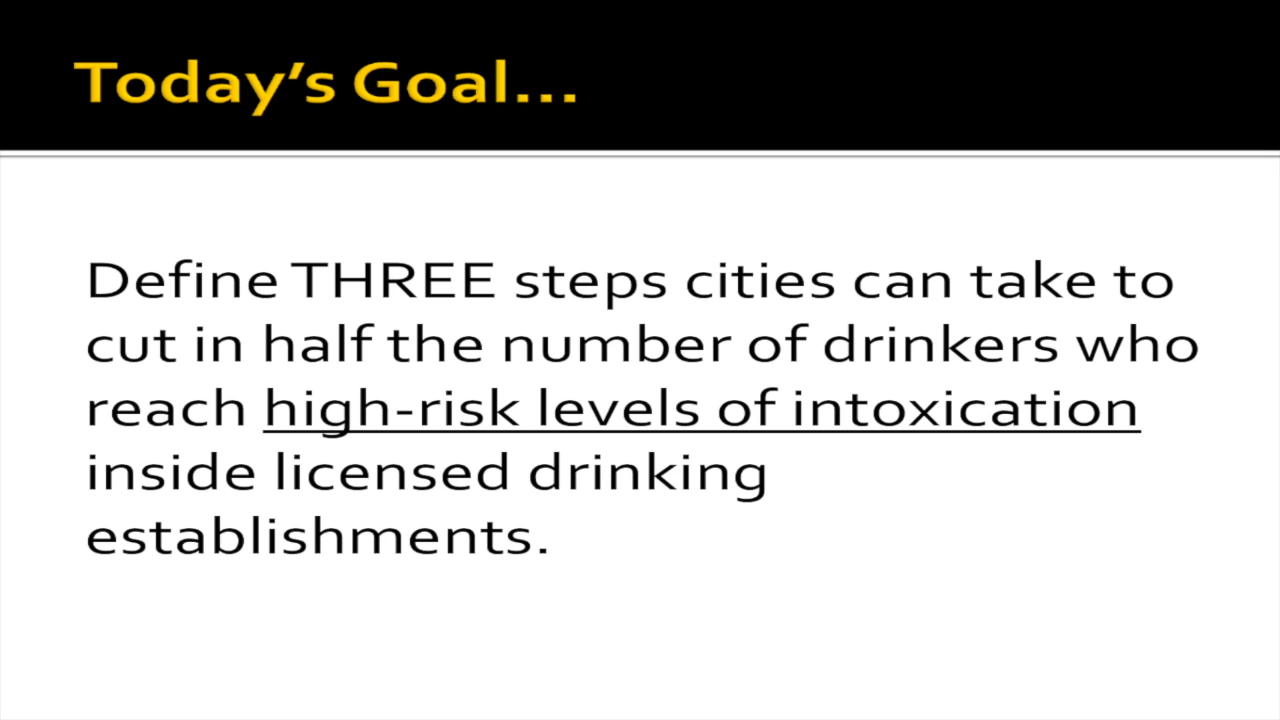 Today’s Goal…
Define THREE steps cities can take to
cut in half the number of drinkers who
reach high-risk levels of intoxication
inside licensed drinking
establishments.